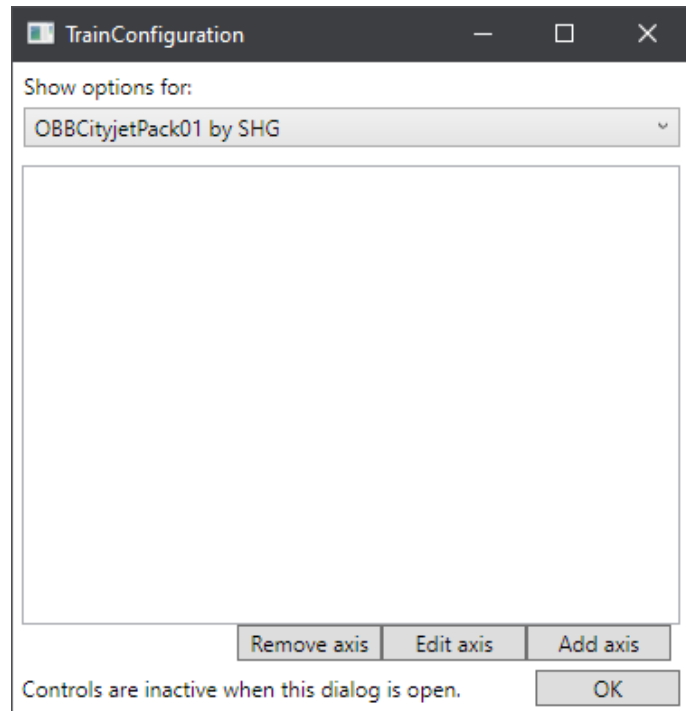 TrainConfiguration
Show options for:
OBBCityjetPack01 by SHG
Remove axis Edit axis Add axis
Controls are inactive when this dialog is open. OK